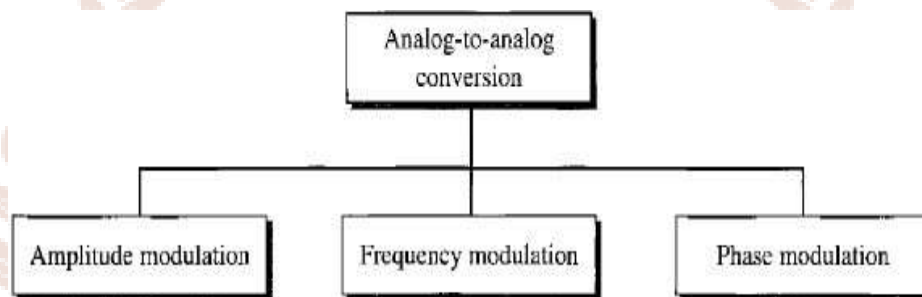 Analog-to-analog
conversion
Amplitude modulation
Frequency modulation
Phase modulation